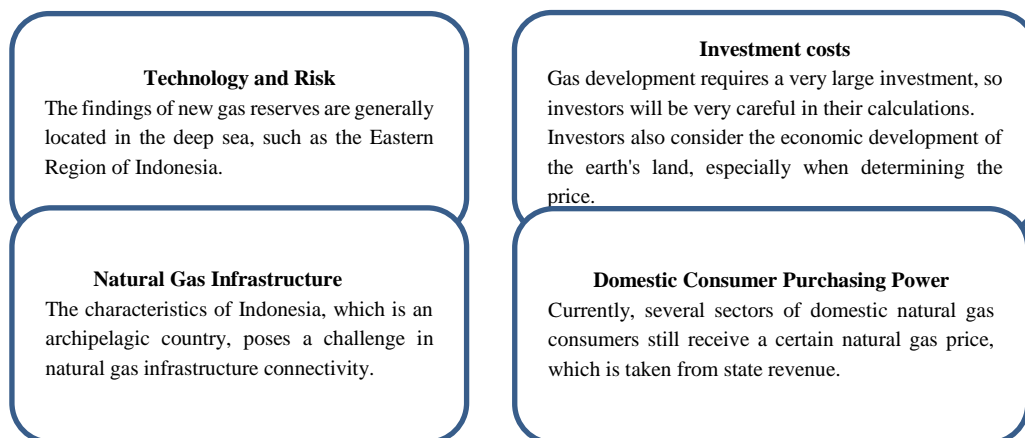 Technology and Risk
The findings of new gas reserves are generally
located in the deep sea, such as the Eastern
Region of Indonesia.
Investment costs
Gas development requires a very large investment, so
investors will be very careful in their calculations.
Investors also consider the economic development of
the earth's land, especially when determining the
price.
Natural Gas Infrastructure
The characteristics of Indonesia, which is an
archipelagic country, poses a challenge in
natural gas infrastructure connectivity.
Domestic Consumer Purchasing Power
Currently, several sectors of domestic natural gas
consumers still receive a certain natural gas price,
which is taken from state revenue.